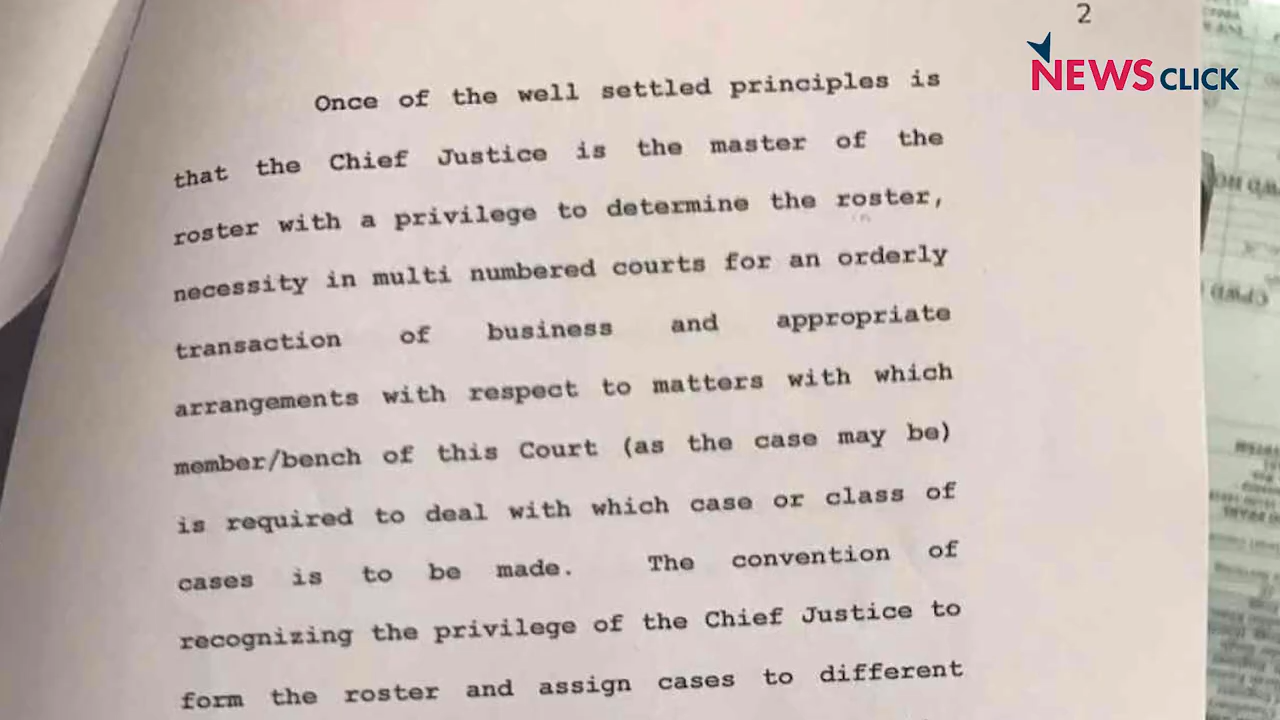 2
NEWSCLICK
Once of the well settled principles is
that the Chief Justice is the master of the
roster with a privilege to determine the roster,
necessity in multi numbered courts for an orderly
transaction of business and appropriate
arrangements with respect to matters with which
member/bench of this Court (as the case may be)
is required to deal with which case or class of
cases is to be made. The convention of
recognizing the privilege of the Chief Justice to
form the roster and assign cases to different